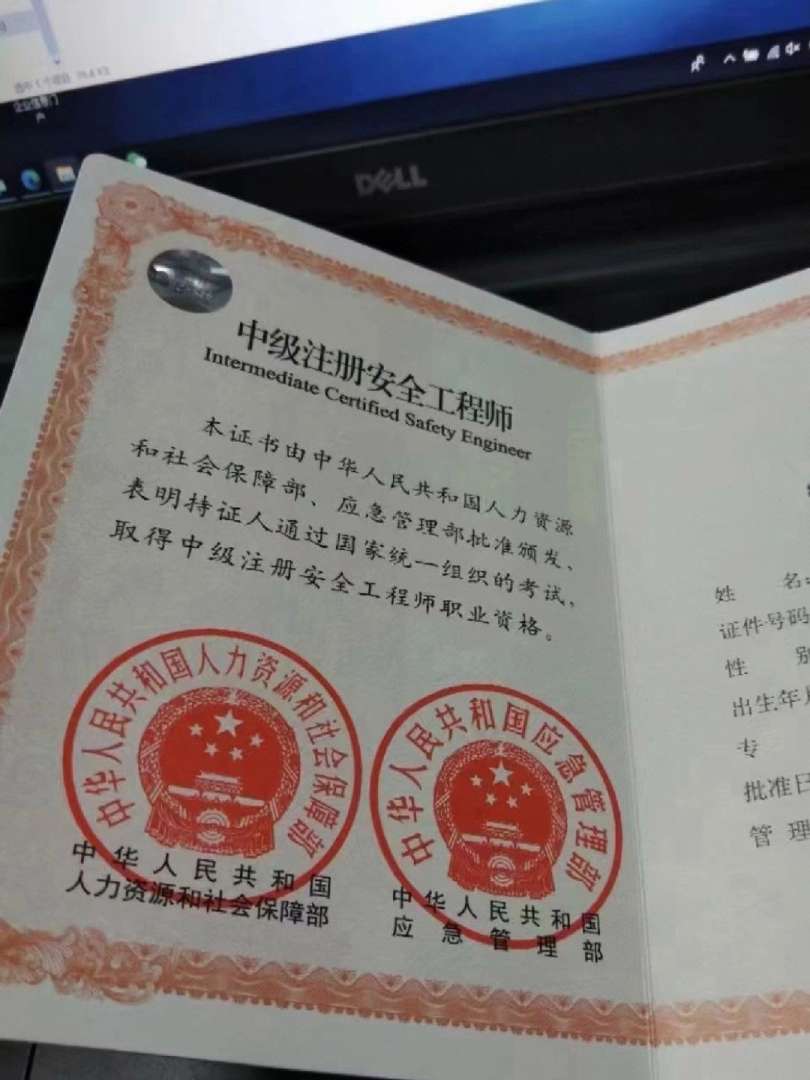 DELL
中级注册安全工程师
Intermediate Certified Safety Engineer
本证书由中华人民共和国人力资源
和社会保障部、应急管理部批准颁发、
表明持证人通过国家统一组织的考试,
取得中级注册安全工程师职业资格。
中华人民共和国人力资源和社会保障部
中华人民共和国应急管理部
中华人民共和国
人力资源和社会保障部
中华人民共和国
应急管理部
姓 名:
证件号码
性 别
出生年月
专
批准日
管 理